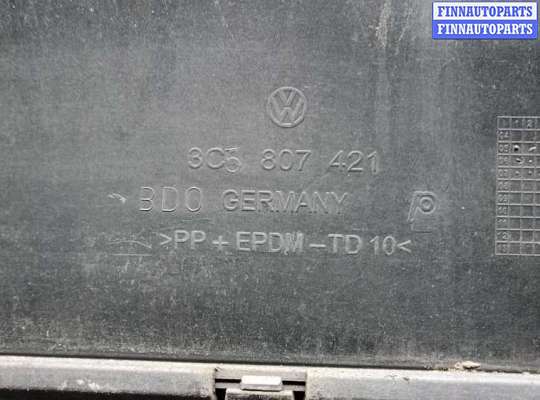 FINNAUTOPARTS
FINNAUTOPARTS
3C5 807 421
BDO GERMANY
>PP + EPDM – TD 10<